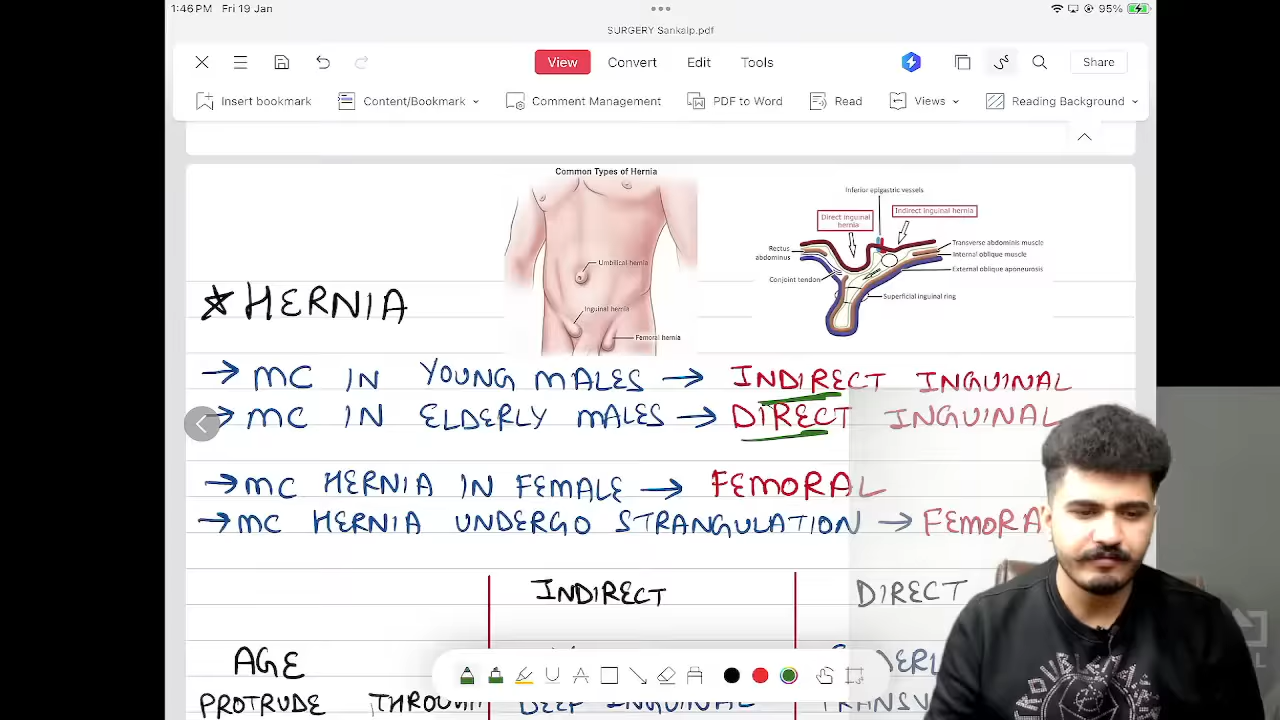 1:46 PM Fri 19 Jan
95%
SURGERY Sankalp.pdf
View Convert Edit Tools Share
Insert bookmark Content/Bookmark Comment Management PDF to Word Read Views Reading Background
Common Types of Hernia
Umbilical hernia
Inguinal hernia
Femoral hernia
Inferior epigastric vessels
Direct inguinal
hernia
Indirect inguinal hernia
Rectus
abdominus
Conjoint tendon
Transverse abdominis muscle
Internal oblique muscle
External oblique aponeurosis
Superficial inguinal ring
HERNIA
→ MC IN YOUNG MALES → INDIRECT INGUINAL
→ MC IN ELDERLY MALES → DIRECT INGUINAL
→ MC HERNIA IN FEMALE → FEMORAL
→ MC HERNIA UNDERGO STRANGULATION → FEMORA
INDIRECT DIRECT
AGE
PROTRUDE THROUGH DEEP INGUINAL